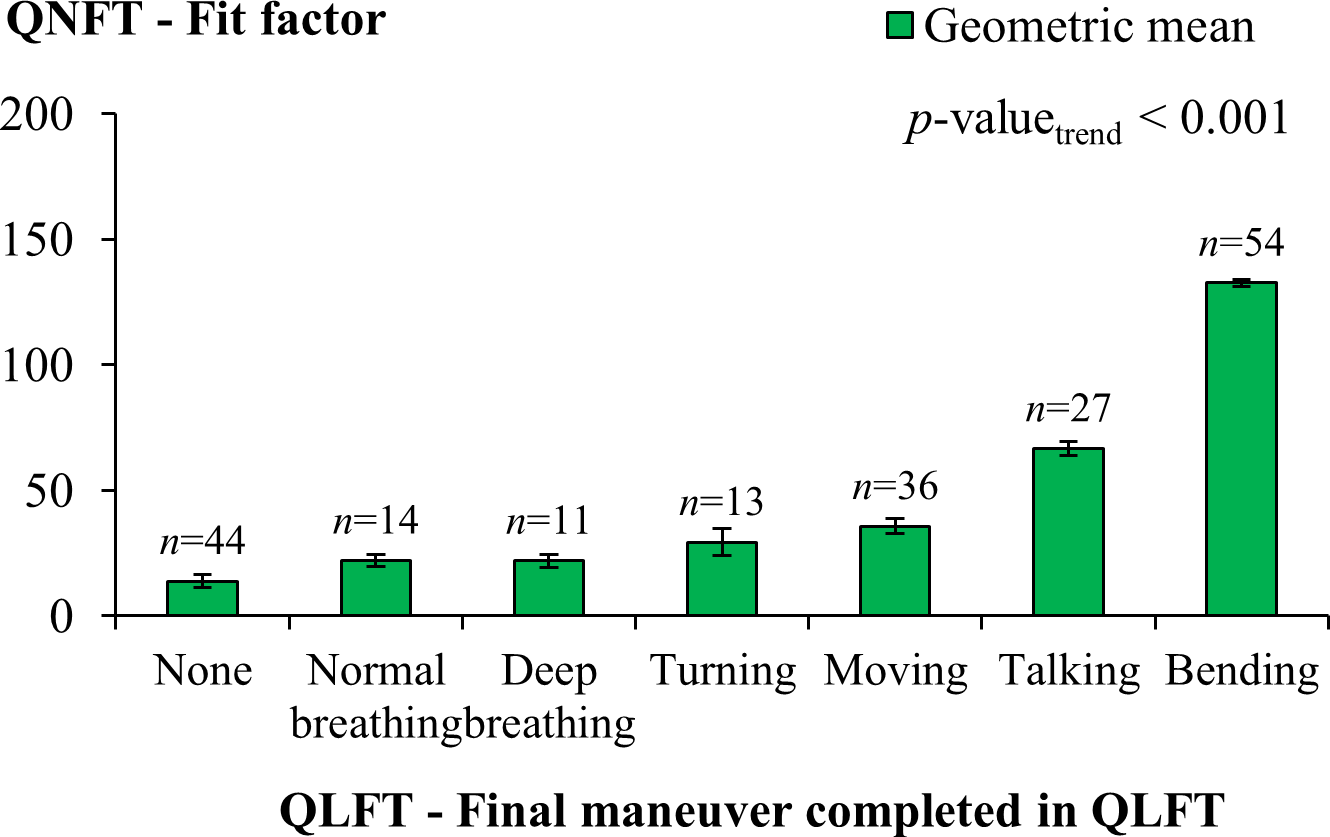 QNFT - Fit factor
Geometric mean
p-valuetrend < 0.001
200
150
100
50
0
n=44
n=14
n=11
n=13
n=36
n=27
n=54
None
Normal breathing
Deep breathing
Turning
Moving
Talking
Bending
QLFT - Final maneuver completed in QLFT